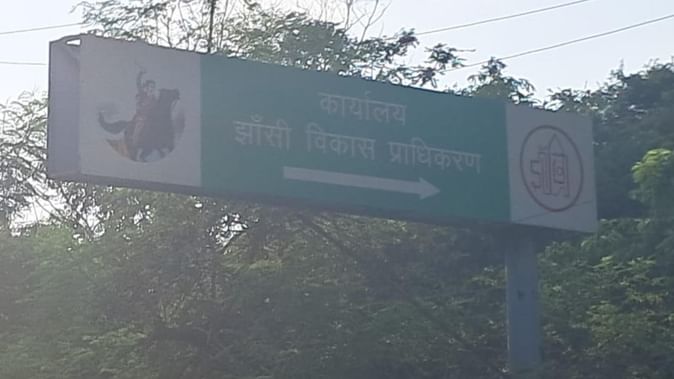 कार्यालय
झाँसी विकास प्राधिकरण